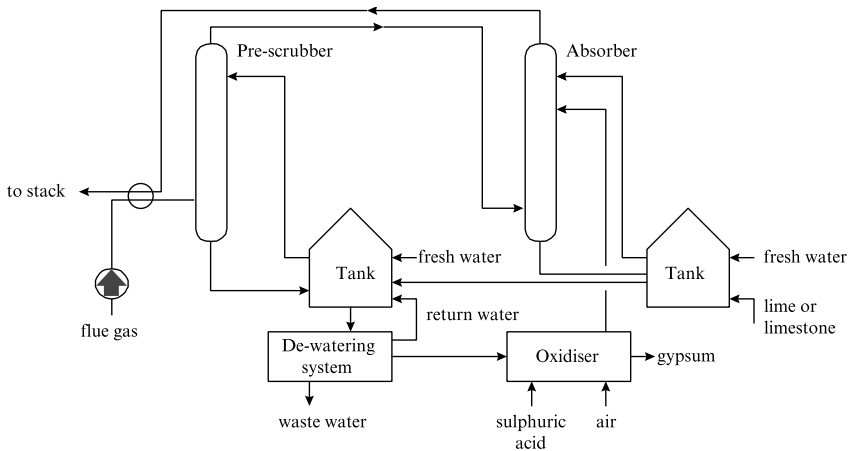 Pre-scrubber
Absorber
to stack
flue gas
Tank
fresh water
return water
De-watering
system
waste water
Oxidiser
gypsum
sulphuric
acid
air
Tank
fresh water
lime or
limestone